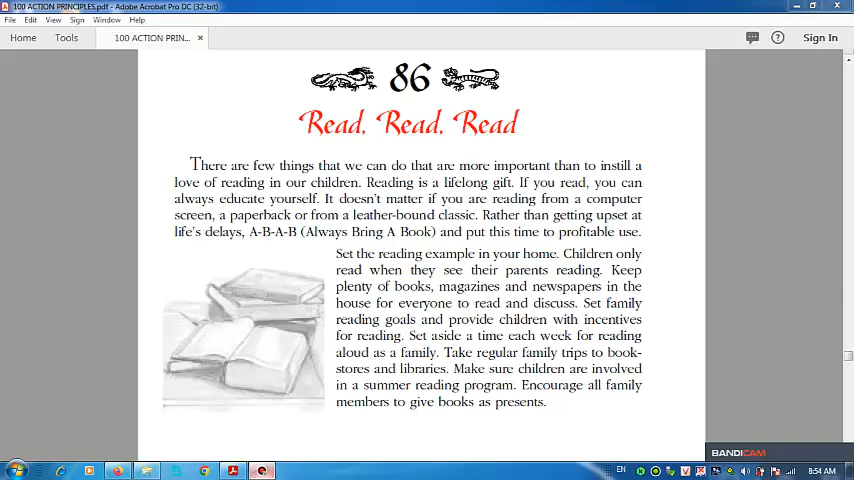 100 ACTION PRINCIPLES.pdf - Adobe Acrobat Pro DC (32-bit)
File Edit View Sign Window Help
Home Tools 100 ACTION PRIN... × Sign In
86
Read, Read, Read
There are few things that we can do that are more important than to instill a
love of reading in our children. Reading is a lifelong gift. If you read, you can
always educate yourself. It doesn't matter if you are reading from a computer
screen, a paperback or from a leather-bound classic. Rather than getting upset at
life's delays, A-B-A-B (Always Bring A Book) and put this time to profitable use.
Set the reading example in your home. Children only
read when they see their parents reading. Keep
plenty of books, magazines and newspapers in the
house for everyone to read and discuss. Set family
reading goals and provide children with incentives
for reading. Set aside a time each week for reading
aloud as a family. Take regular family trips to book-
stores and libraries. Make sure children are involved
in a summer reading program. Encourage all family
members to give books as presents.
BANDICAM
EN 8:54 AM